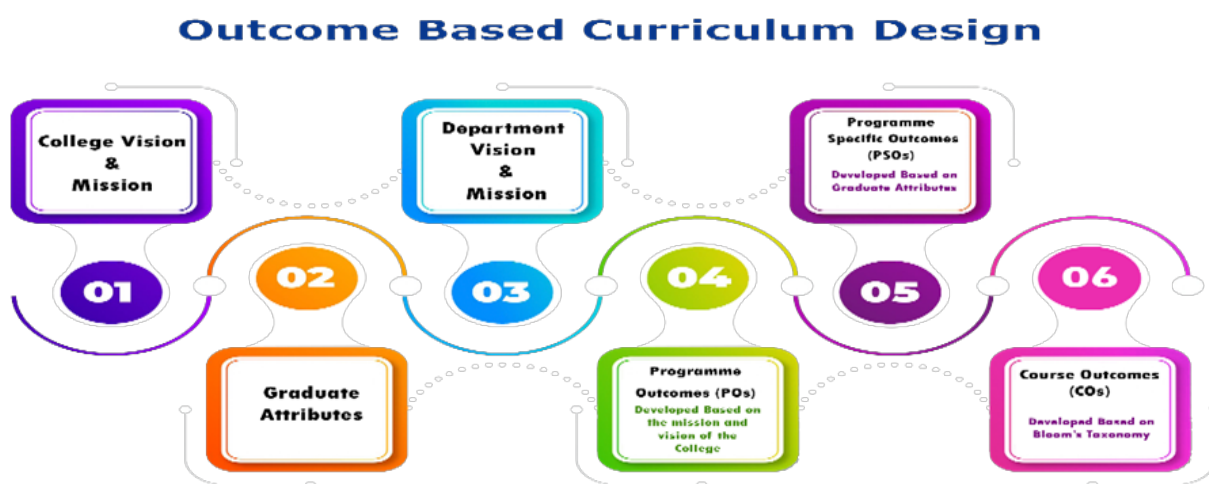 Outcome Based Curriculum Design
College Vision
&
Mission
01
02
Graduate
Attributes
Department
Vision
&
Mission
03
04
Programme
Outcomes (POs)
Developed Based on
the mission and
vision of the
College
Programme
Specific Outcomes
(PSOs)
Developed Based on
Graduate Attributes
05
06
Course Outcomes
(COs)
Developed Based on
Bloom's Taxonomy